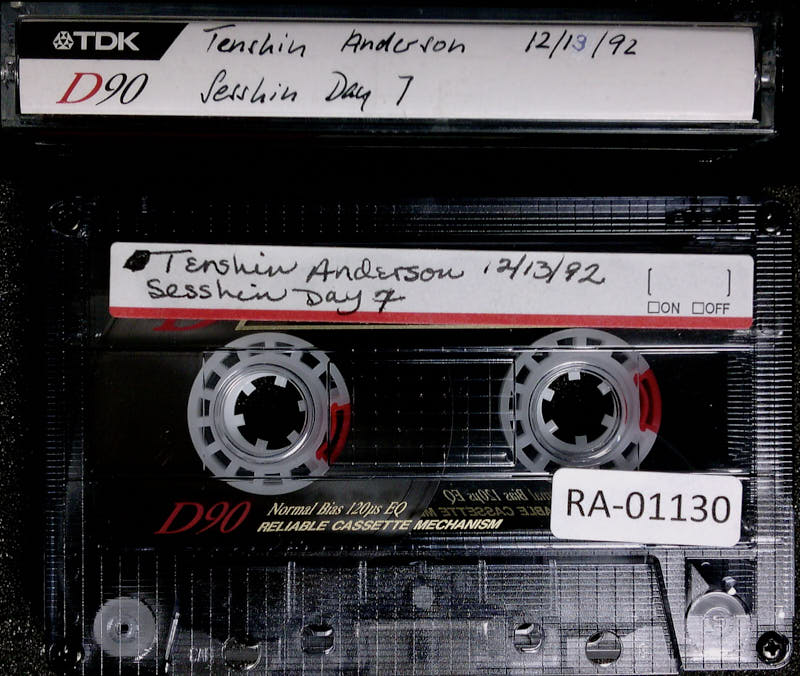 TDK Tenshin Anderson 12/13/92
D90 Sesshin Day 7
Tenshin Anderson 12/13/92 [ ]
Sesshin Day 7
□ON □OFF
D90 Normal Bias 120µs EQ
RELIABLE CASSETTE MECHANISM
RA-01130